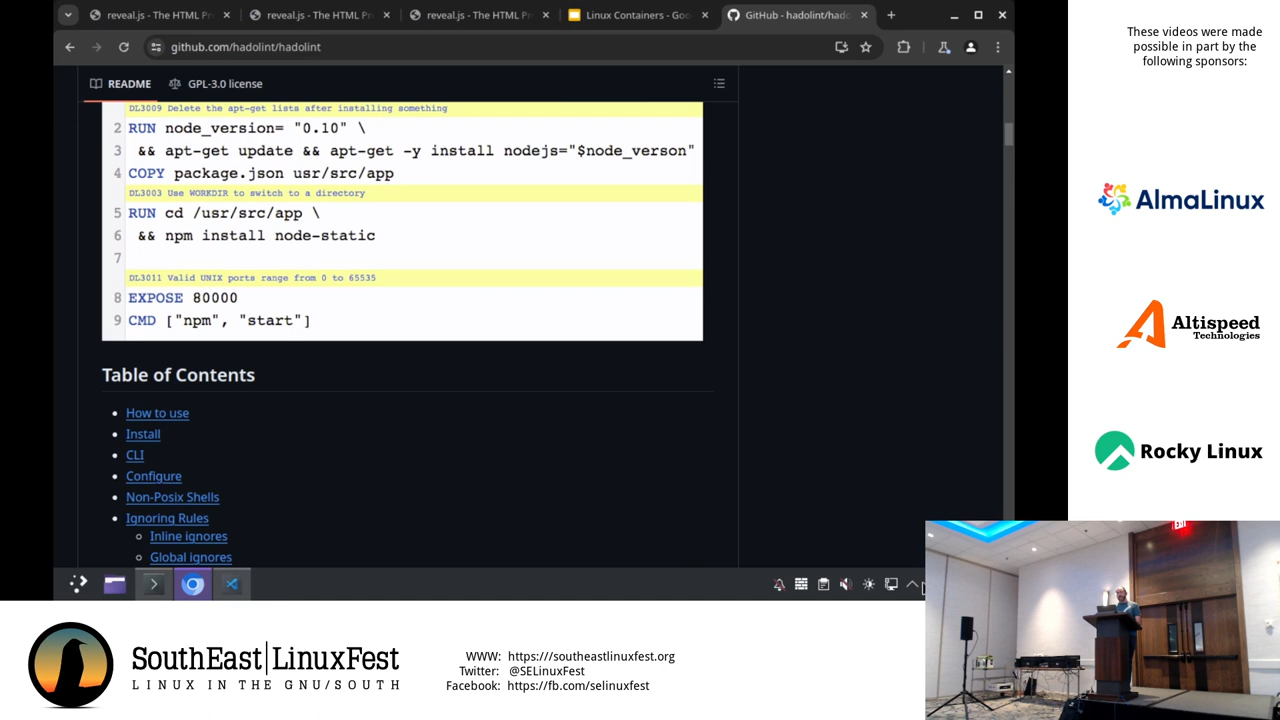 reveal.js - The HTML Pr
reveal.js - The HTML Pr
reveal.js - The HTML Pr
Linux Containers - Goo
GitHub - hadolint/hado
github.com/hadolint/hadolint
README
GPL-3.0 license
DL3009 Delete the apt-get lists after installing something
2 RUN node_version= "0.10" \
3 && apt-get update && apt-get -y install nodejs="$node_verson"
4 COPY package.json usr/src/app
DL3003 Use WORKDIR to switch to a directory
5 RUN cd /usr/src/app \
6 && npm install node-static
7
DL3011 Valid UNIX ports range from 0 to 65535
8 EXPOSE 80000
9 CMD ["npm", "start"]
Table of Contents
How to use
Install
CLI
Configure
Non-Posix Shells
Ignoring Rules
Inline ignores
Global ignores
These videos were made
possible in part by the
following sponsors:
AlmaLinux
Altispeed
Technologies
Rocky Linux
EXIT
SouthEast LinuxFest
LINUX IN THE GNU/SOUTH
WWW: https:///southeastlinuxfest.org
Twitter: @SELinuxFest
Facebook: https://fb.com/selinuxfest